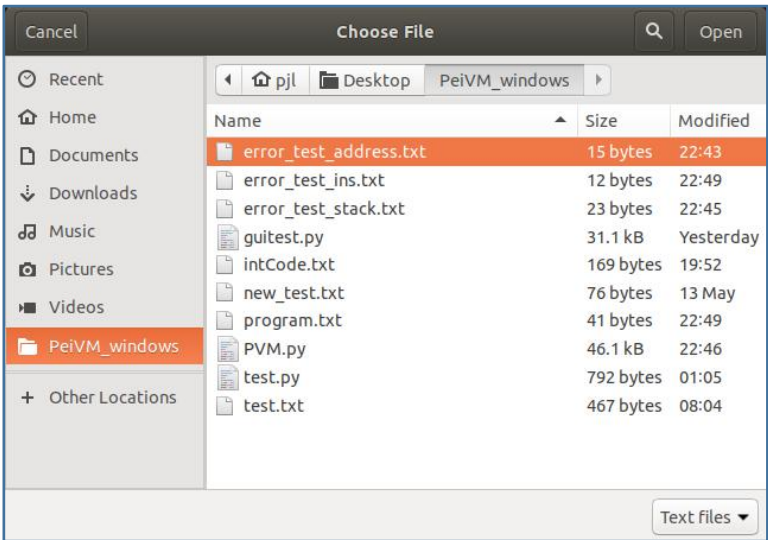 Cancel Choose File Open
Recent
Home
Documents
Downloads
Music
Pictures
Videos
PeiVM_windows
+ Other Locations
pjl Desktop PeiVM_windows
Name Size Modified
error_test_address.txt 15 bytes 22:43
error_test_ins.txt 12 bytes 22:49
error_test_stack.txt 23 bytes 22:45
guitest.py 31.1 kB Yesterday
intCode.txt 169 bytes 19:52
new_test.txt 76 bytes 13 May
program.txt 41 bytes 22:49
PVM.py 46.1 kB 22:46
test.py 792 bytes 01:05
test.txt 467 bytes 08:04
Text files